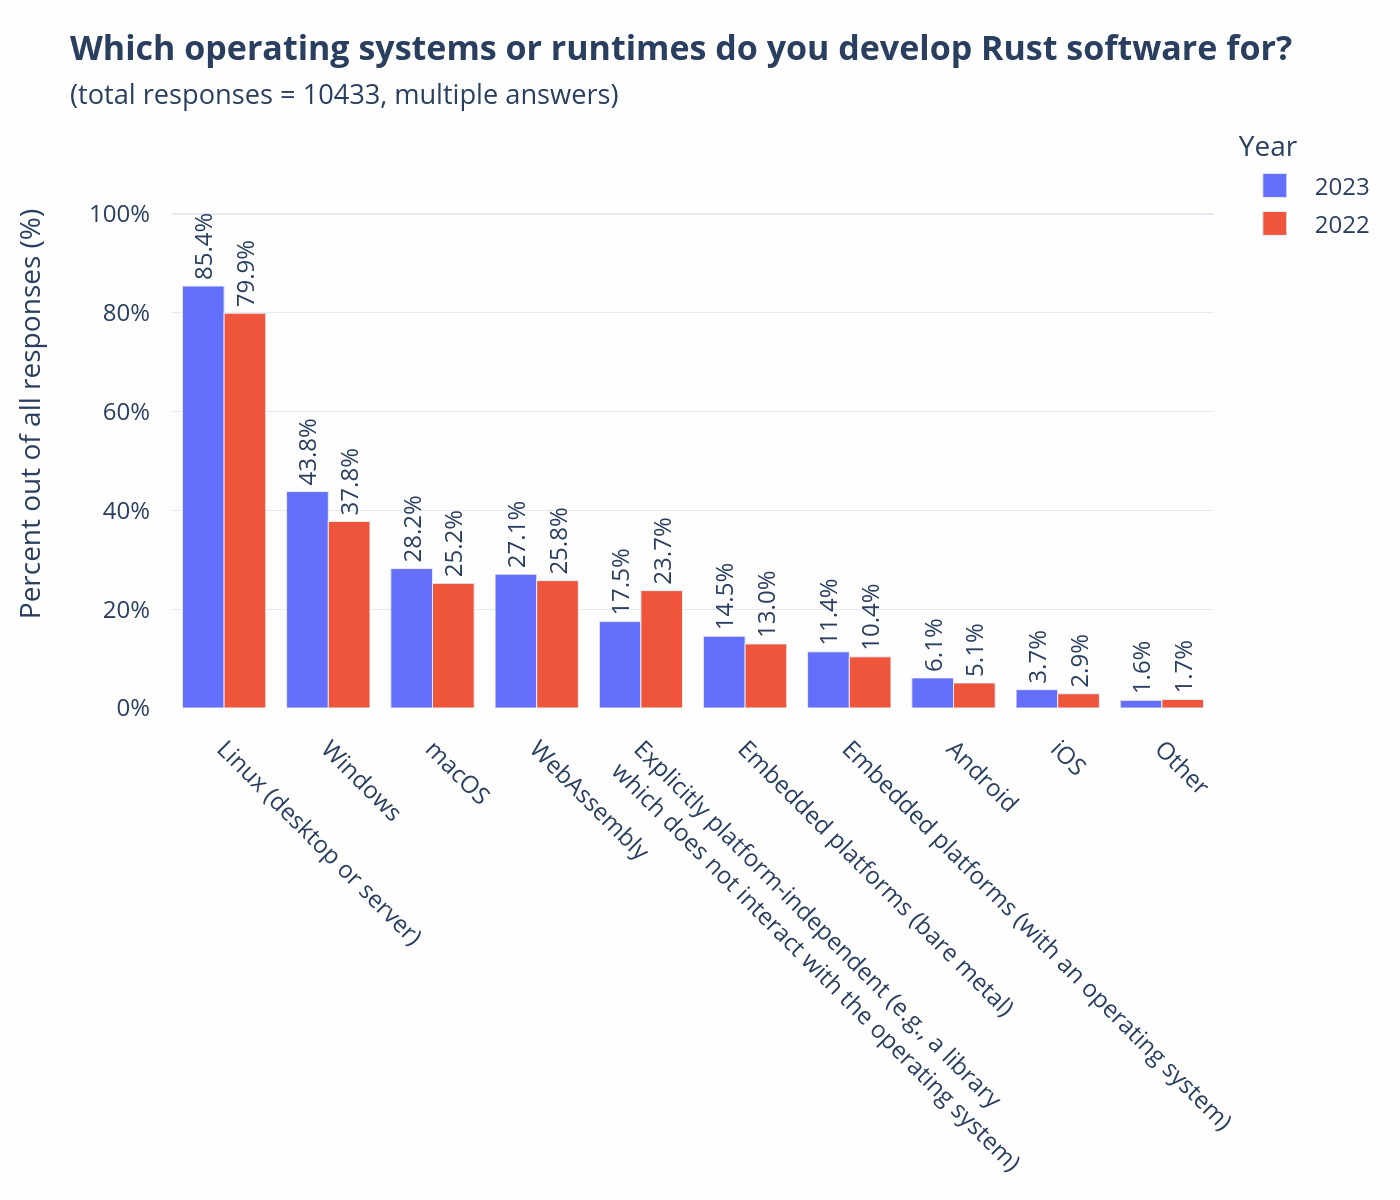 Which operating systems or runtimes do you develop Rust software for?
(total responses = 10433, multiple answers)
Year
2023
2022
Percent out of all responses (%)
100%
80%
60%
40%
20%
0%
85.4%
79.9%
43.8%
37.8%
28.2%
25.2%
27.1%
25.8%
17.5%
23.7%
14.5%
13.0%
11.4%
10.4%
6.1%
5.1%
3.7%
2.9%
1.6%
1.7%
Linux (desktop or server)
Windows
macOS
WebAssembly
Explicitly platform-independent (e.g., a library
which does not interact with the operating system)
Embedded platforms (bare metal)
Embedded platforms (with an operating system)
Android
iOS
Other